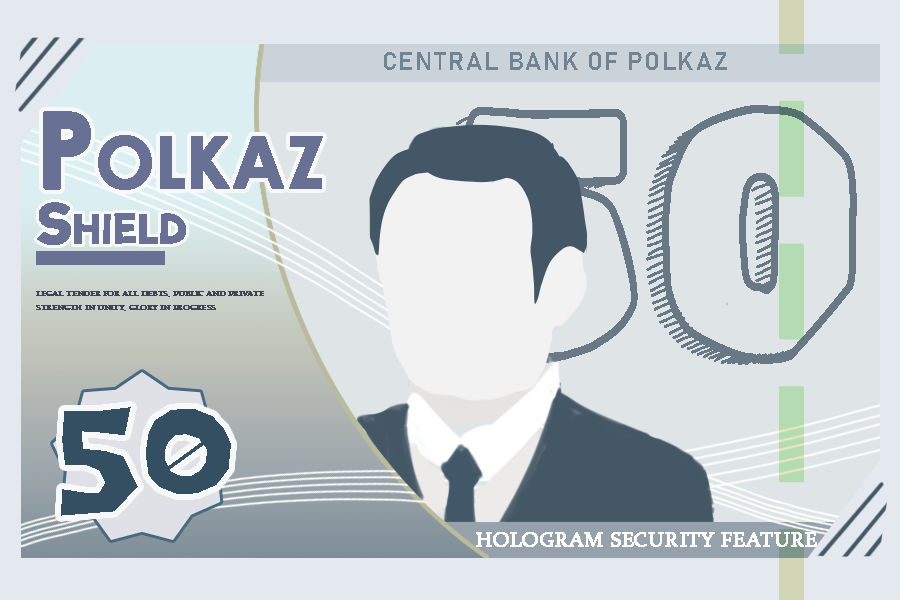 CENTRAL BANK OF POLKAZ
POLKAZ
SHIELD
LEGAL TENDER FOR ALL DEBTS, PUBLIC AND PRIVATE
STRENGTH IN UNITY, GLORY IN PROGRESS
50
50
HOLOGRAM SECURITY FEATURE